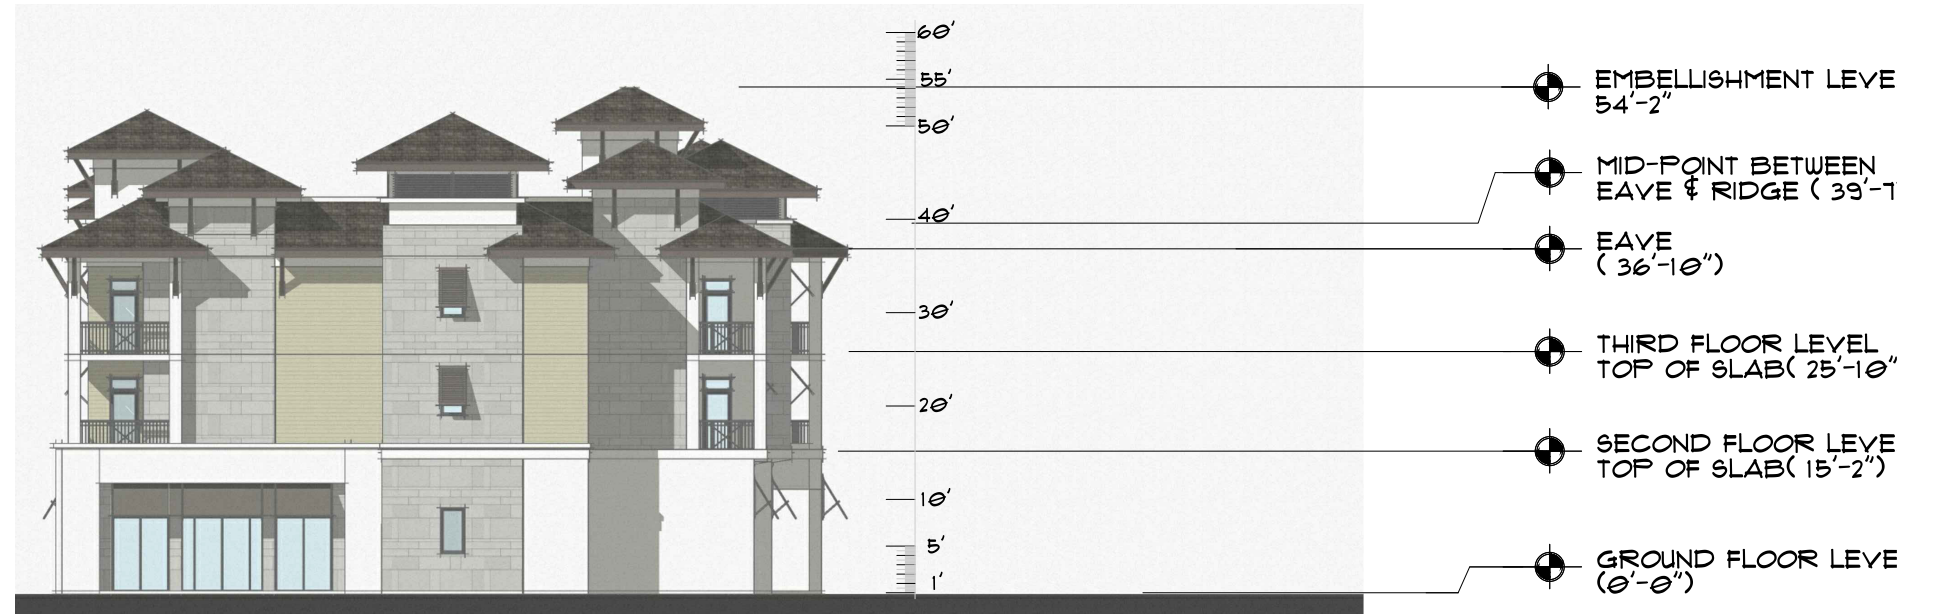 60'
55'
50'
40'
30'
20'
10'
5'
1'
EMBELLISHMENT LEVE
54'-2"
MID-POINT BETWEEN
EAVE & RIDGE ( 39'-
EAVE
( 36'-10")
THIRD FLOOR LEVEL
TOP OF SLAB( 25'-10"
SECOND FLOOR LEVE
TOP OF SLAB( 15'-2")
GROUND FLOOR LEVE
(0'-0")